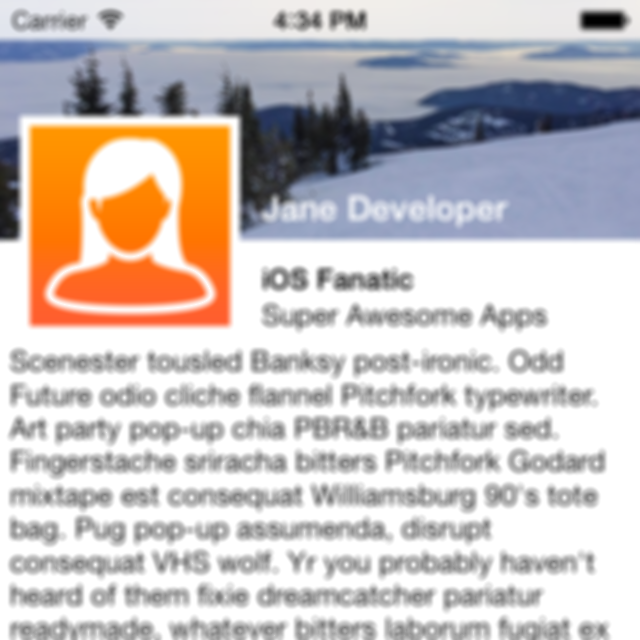 Carrier 4:34 PM
Jane Developer
iOS Fanatic
Super Awesome Apps
Scenester tousled Banksy post-ironic. Odd
Future odio cliche flannel Pitchfork typewriter.
Art party pop-up chia PBR&B pariatur sed.
Fingerstache sriracha bitters Pitchfork Godard
mixtape est consequat Williamsburg 90's tote
bag. Pug pop-up assumenda, disrupt
consequat VHS wolf. Yr you probably haven't
heard of them fixie dreamcatcher pariatur
readymade, whatever bitters laborum fugiat ex